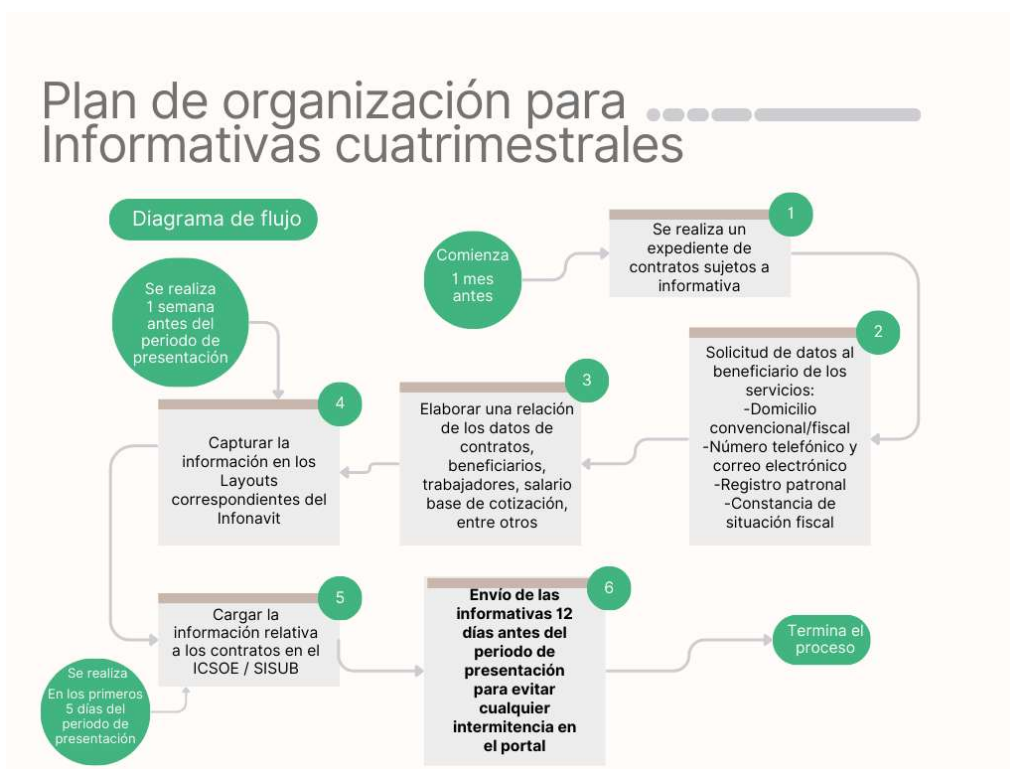 Plan de organización para
Informativas cuatrimestrales
Diagrama de flujo
Comienza
1 mes
antes
1
Se realiza un
expediente de
contratos sujetos a
informativa
2
Solicitud de datos al
beneficiario de los
servicios:
-Domicilio
convencional/fiscal
-Número telefónico y
correo electrónico
-Registro patronal
-Constancia de
situación fiscal
3
Elaborar una relación
de los datos de
contratos,
beneficiarios,
trabajadores, salario
base de cotización,
entre otros
Se realiza
1 semana
antes del
periodo de
presentación
4
Capturar la
información en los
Layouts
correspondientes del
Infonavit
5
Cargar la
información relativa
a los contratos en el
ICSOE / SISUB
Se realiza
En los primeros
5 días del
periodo de
presentación
6
Envío de las
informativas 12
días antes del
periodo de
presentación
para evitar
cualquier
intermitencia en
el portal
Termina el
proceso